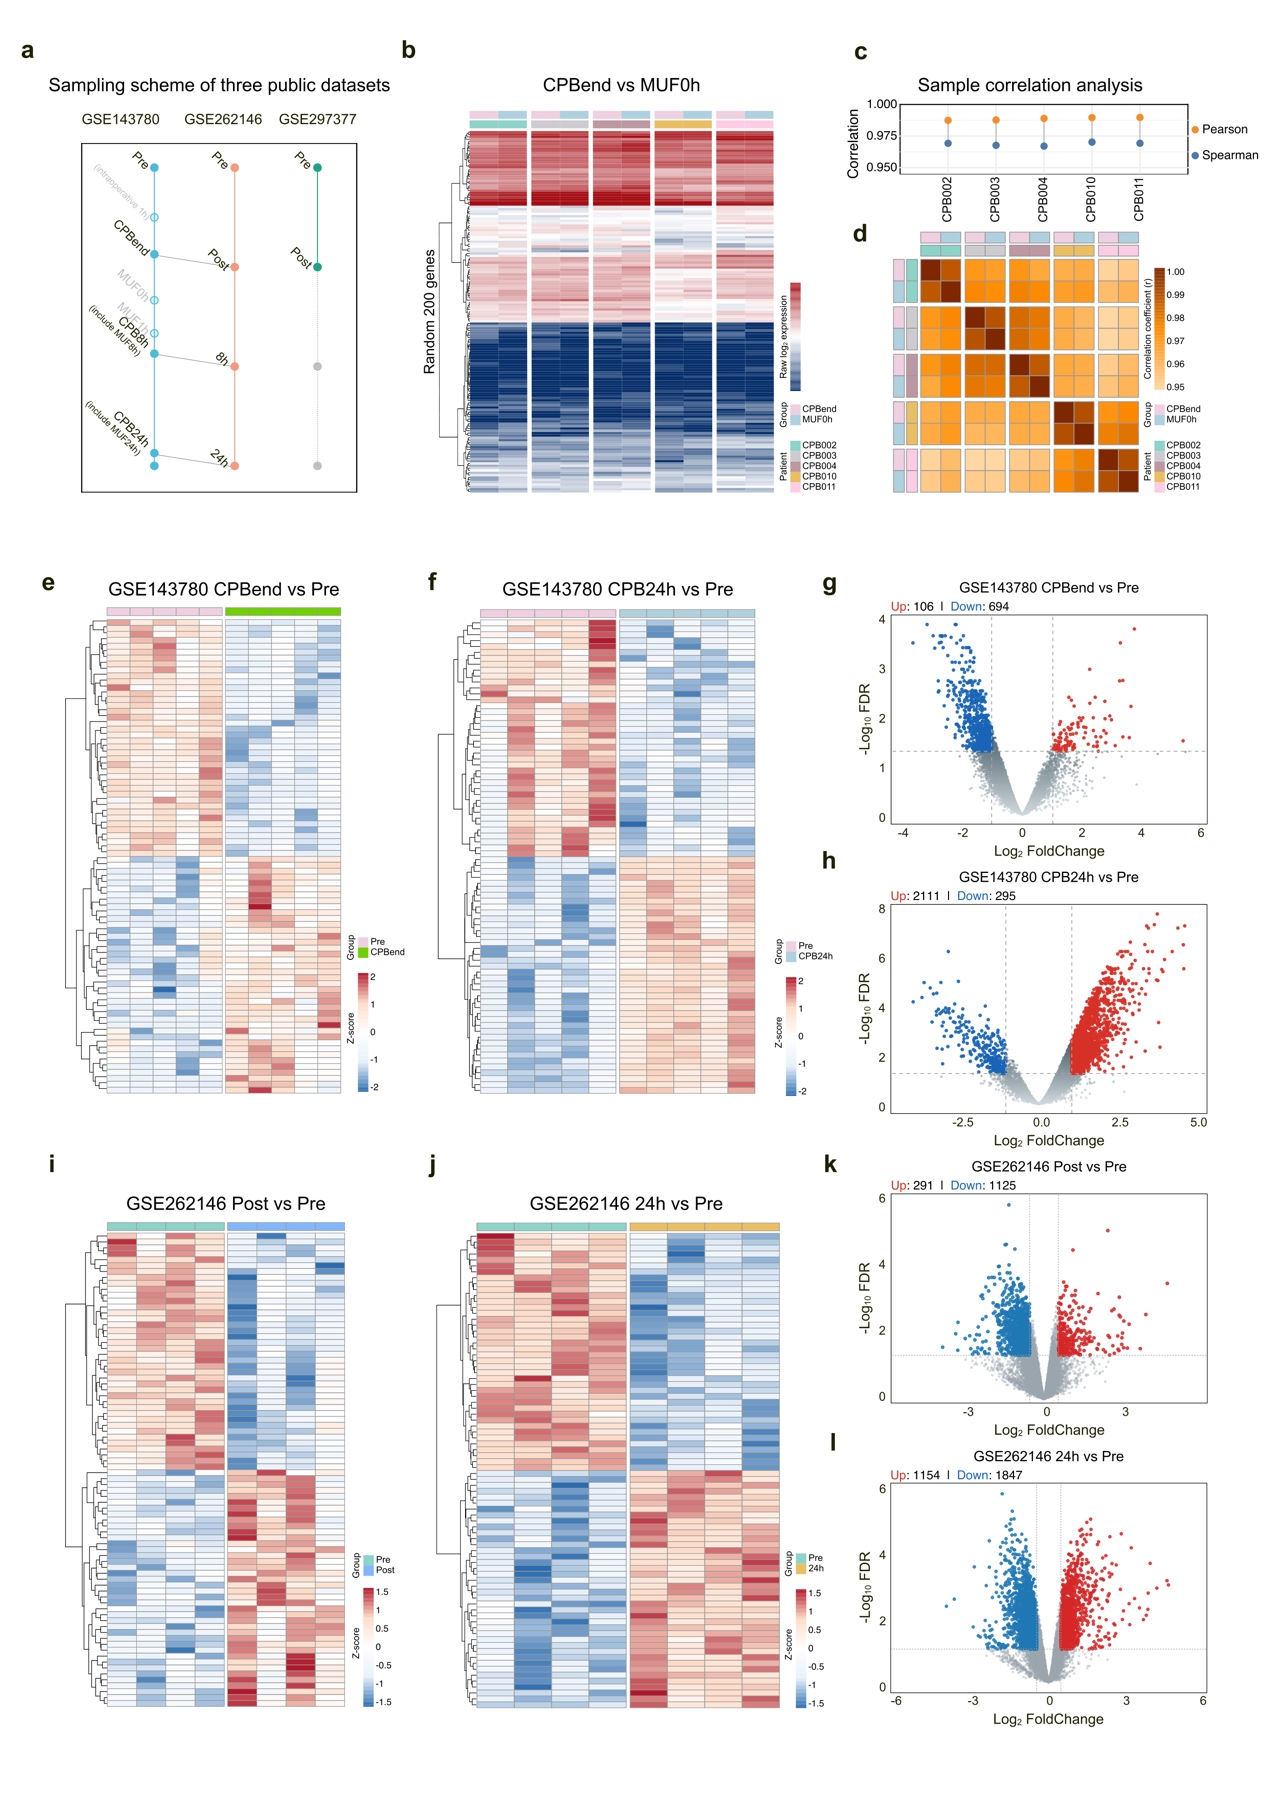 a
Sampling scheme of three public datasets
GSE143780 GSE262146 GSE297377
Pre
(intraoperative 1h)
CPBend
MUF0h
MUF1h
CPB8h
(include MUF8h)
CPB24h
(include MUF24h)
Pre
Post
8h
24h
Pre
Post
b
CPBend vs MUF0h
Random 200 genes
Raw log2 expression
Group
CPBend
MUF0h
Patient
CPB002
CPB003
CPB004
CPB010
CPB011
c
Sample correlation analysis
Correlation
1.000
0.975
0.950
CPB002
CPB003
CPB004
CPB010
CPB011
Pearson
Spearman
d
Correlation coefficient (r)
1.00
0.99
0.98
0.97
0.96
0.95
Group
CPBend
MUF0h
Patient
CPB002
CPB003
CPB004
CPB010
CPB011
e
GSE143780 CPBend vs Pre
Group
Pre
CPBend
Z-score
2
1
0
-1
-2
f
GSE143780 CPB24h vs Pre
Group
Pre
CPB24h
Z-score
2
1
0
-1
-2
g
GSE143780 CPBend vs Pre
Up: 106 | Down: 694
-Log10 FDR
4
3
2
1
0
-4 -2 0 2 4 6
Log2 FoldChange
h
GSE143780 CPB24h vs Pre
Up: 2111 | Down: 295
-Log10 FDR
8
6
4
2
0
-2.5 0.0 2.5 5.0
Log2 FoldChange
i
GSE262146 Post vs Pre
Group
Pre
Post
Z-score
1.5
1
0.5
0
-0.5
-1
-1.5
j
GSE262146 24h vs Pre
Group
Pre
24h
Z-score
1.5
1
0.5
0
-0.5
-1
-1.5
k
GSE262146 Post vs Pre
Up: 291 | Down: 1125
-Log10 FDR
6
4
2
0
-3 0 3
Log2 FoldChange
l
GSE262146 24h vs Pre
Up: 1154 | Down: 1847
-Log10 FDR
6
4
2
0
-6 -3 0 3 6
Log2 FoldChange